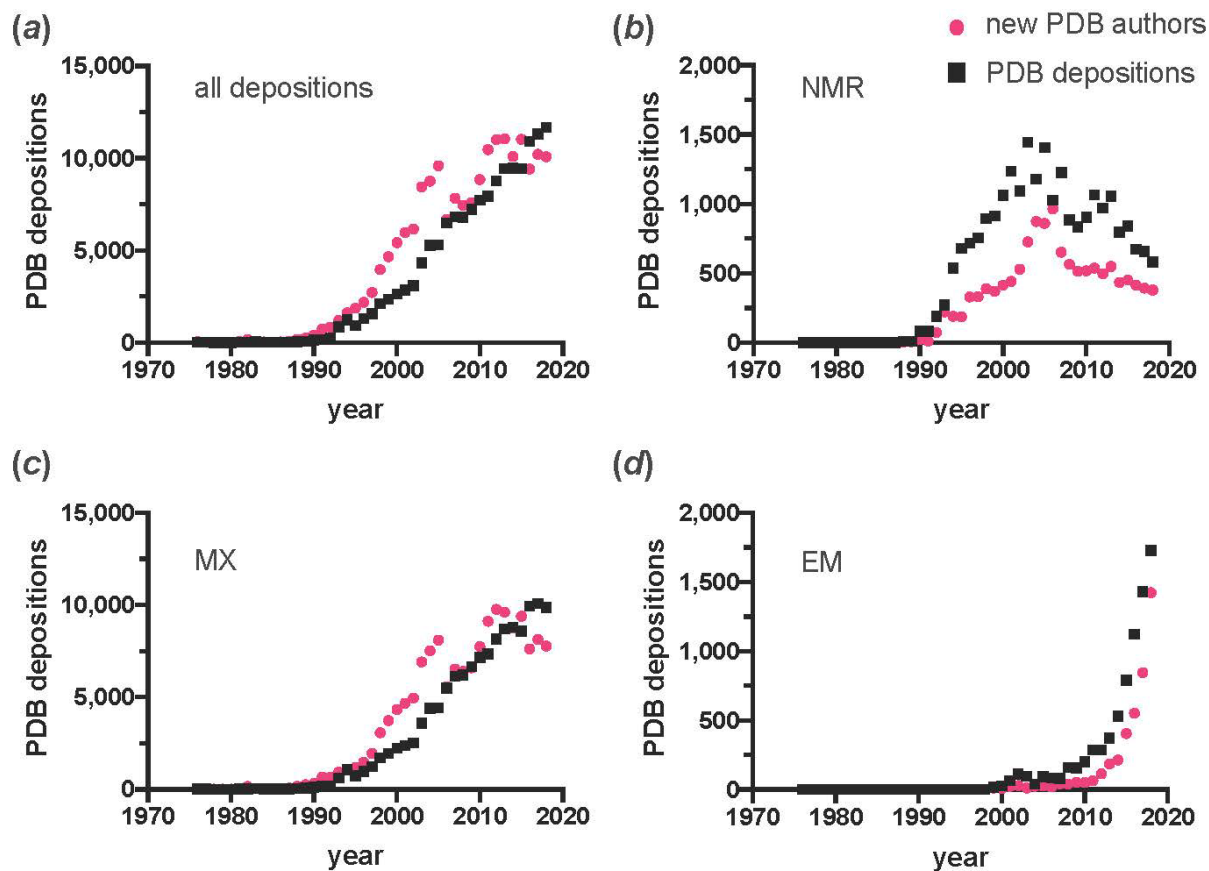 (a)
15,000
10,000
5,000
0
PDB depositions
all depositions
1970 1980 1990 2000 2010 2020
year
(b)
new PDB authors
PDB depositions
2,000
1,500
1,000
500
0
PDB depositions
NMR
1970 1980 1990 2000 2010 2020
year
(c)
15,000
10,000
5,000
0
PDB depositions
MX
1970 1980 1990 2000 2010 2020
year
(d)
2,000
1,500
1,000
500
0
PDB depositions
EM
1970 1980 1990 2000 2010 2020
year